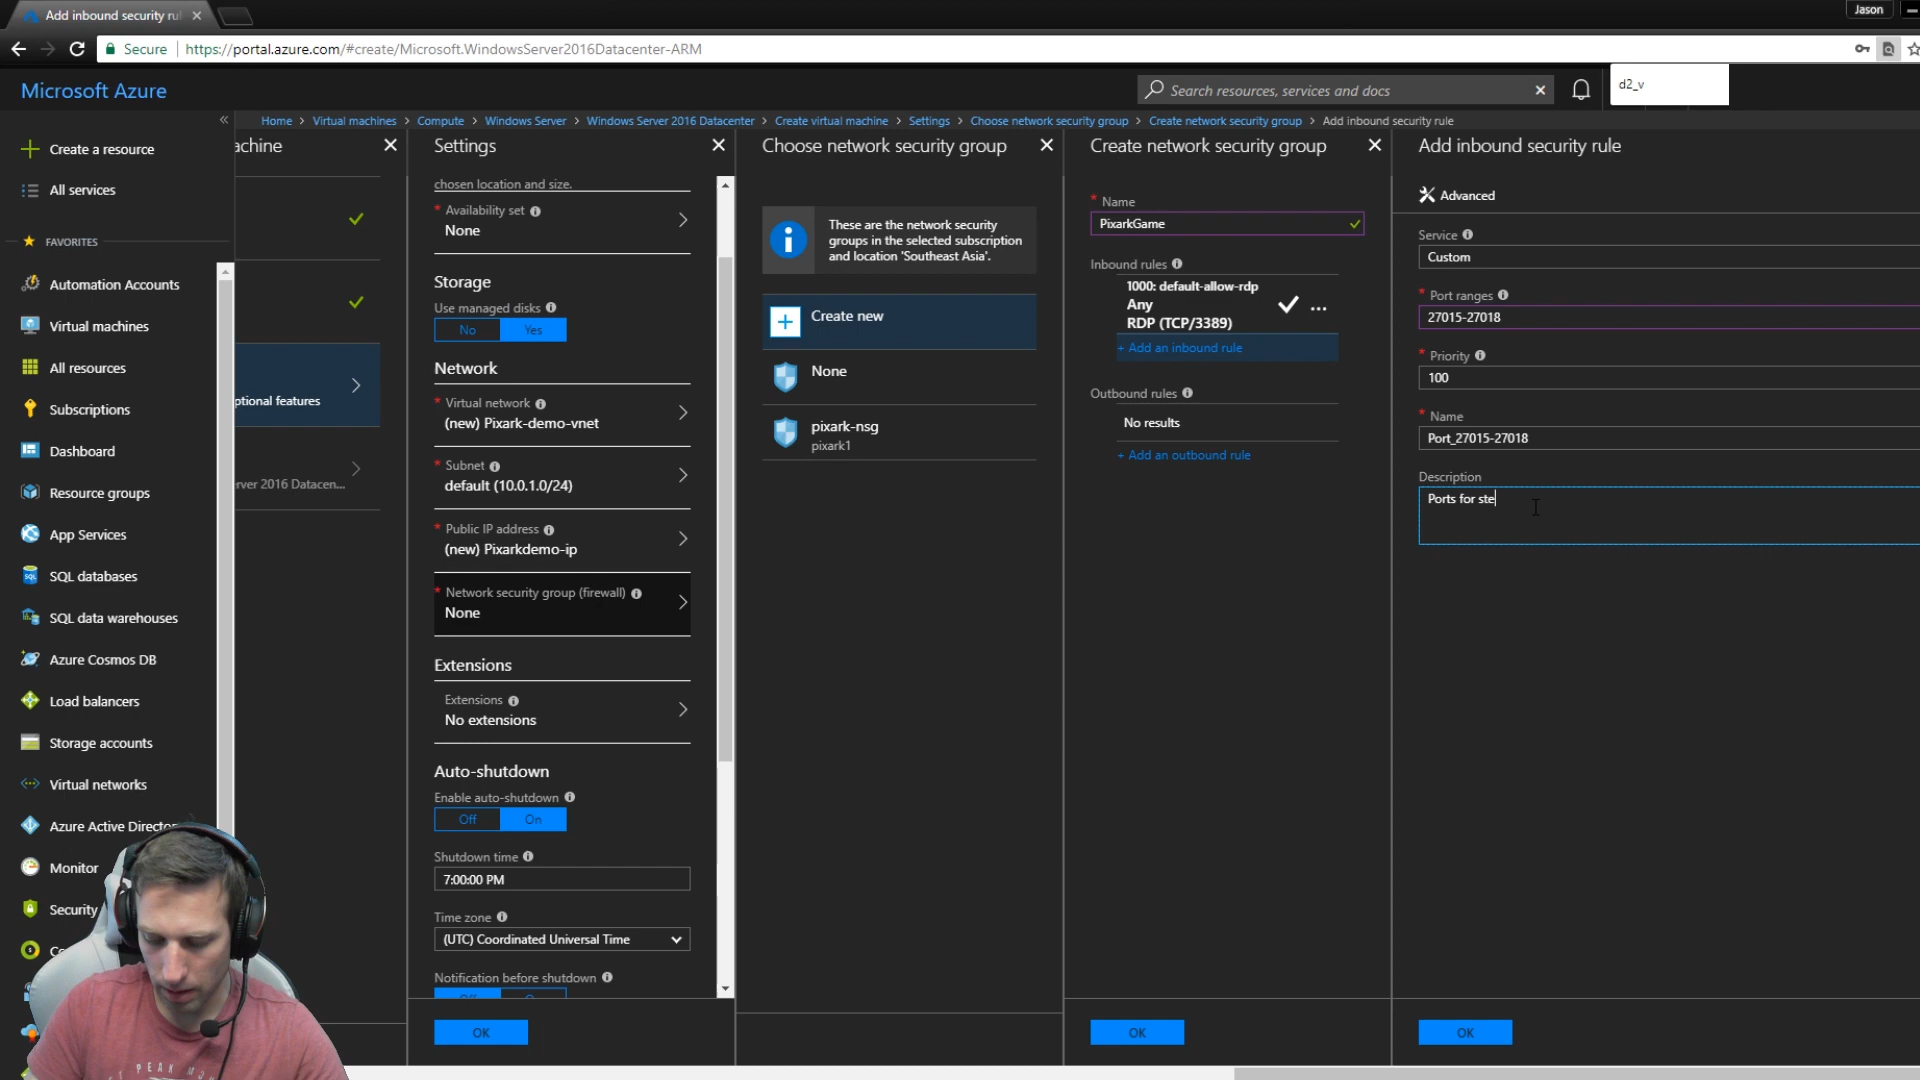 Add inbound security ru
Jason
Secure
https://portal.azure.com/#create/Microsoft.WindowsServer2016Datacenter-ARM
Microsoft Azure
Search resources, services and docs
d2_v
Home > Virtual machines > Compute > Windows Server > Windows Server 2016 Datacenter > Create virtual machine > Settings > Choose network security group > Create network security group > Add inbound security rule
Create a resource
All services
FAVORITES
Automation Accounts
Virtual machines
All resources
Subscriptions
Dashboard
Resource groups
App Services
SQL databases
SQL data warehouses
Azure Cosmos DB
Load balancers
Storage accounts
Virtual networks
Azure Active Director
Monitor
Security
achine
ptional features
rver 2016 Datacen...
Settings
chosen location and size.
* Availability set
None
Storage
Use managed disks
No Yes
Network
* Virtual network
(new) Pixark-demo-vnet
* Subnet
default (10.0.1.0/24)
* Public IP address
(new) Pixarkdemo-ip
* Network security group (firewall)
None
Extensions
Extensions
No extensions
Auto-shutdown
Enable auto-shutdown
Off On
Shutdown time
7:00:00 PM
Time zone
(UTC) Coordinated Universal Time
Notification before shutdown
OK
Choose network security group
These are the network security
groups in the selected subscription
and location 'Southeast Asia'.
Create new
None
pixark-nsg
pixark1
Create network security group
* Name
PixarkGame
Inbound rules
1000: default-allow-rdp
Any
RDP (TCP/3389)
...
+ Add an inbound rule
Outbound rules
No results
+ Add an outbound rule
OK
Add inbound security rule
Advanced
Service
Custom
* Port ranges
27015-27018
* Priority
100
* Name
Port_27015-27018
Description
Ports for ste
OK
PEAK